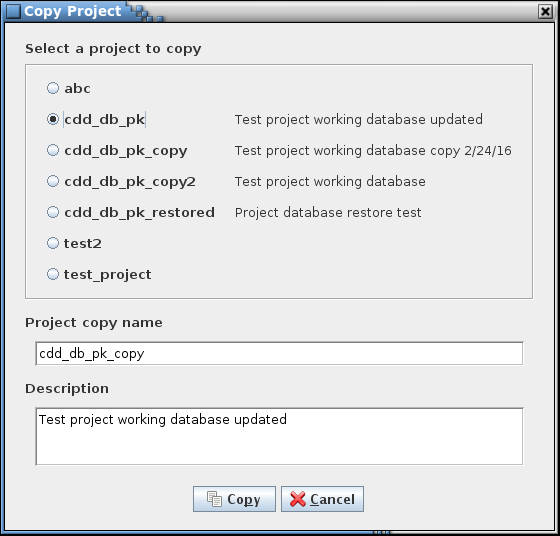 Copy Project
Select a project to copy
abc
cdd_db_pk Test project working database updated
cdd_db_pk_copy Test project working database copy 2/24/16
cdd_db_pk_copy2 Test project working database
cdd_db_pk_restored Project database restore test
test2
test_project
Project copy name
cdd_db_pk_copy
Description
Test project working database updated
Copy Cancel